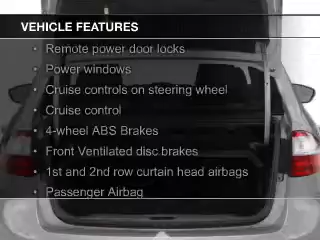 VEHICLE FEATURES
• Remote power door locks
• Power windows
• Cruise controls on steering wheel
• Cruise control
• 4-wheel ABS Brakes
• Front Ventilated disc brakes
• 1st and 2nd row curtain head airbags
• Passenger Airbag